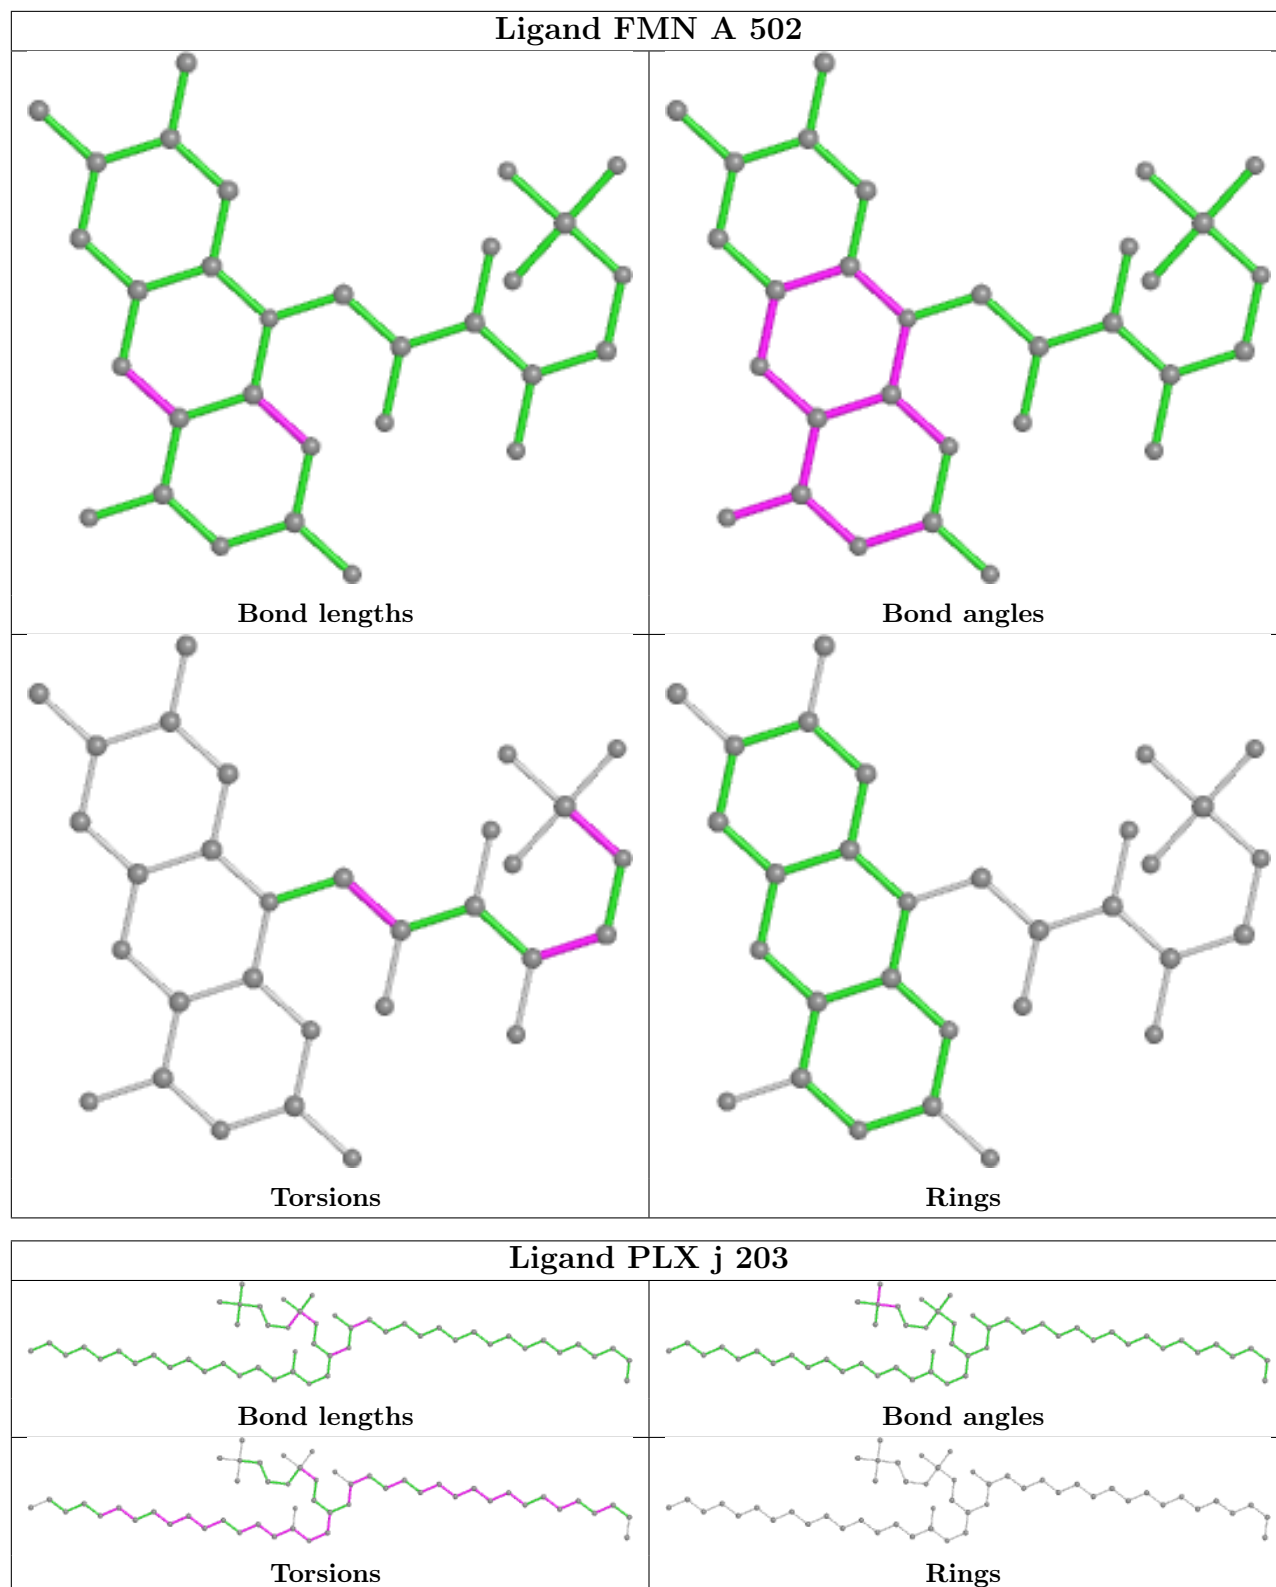 Ligand FMN A 502
Bond lengths
Bond angles
Torsions
Rings
Ligand PLX j 203
Bond lengths
Bond angles
Torsions
Rings